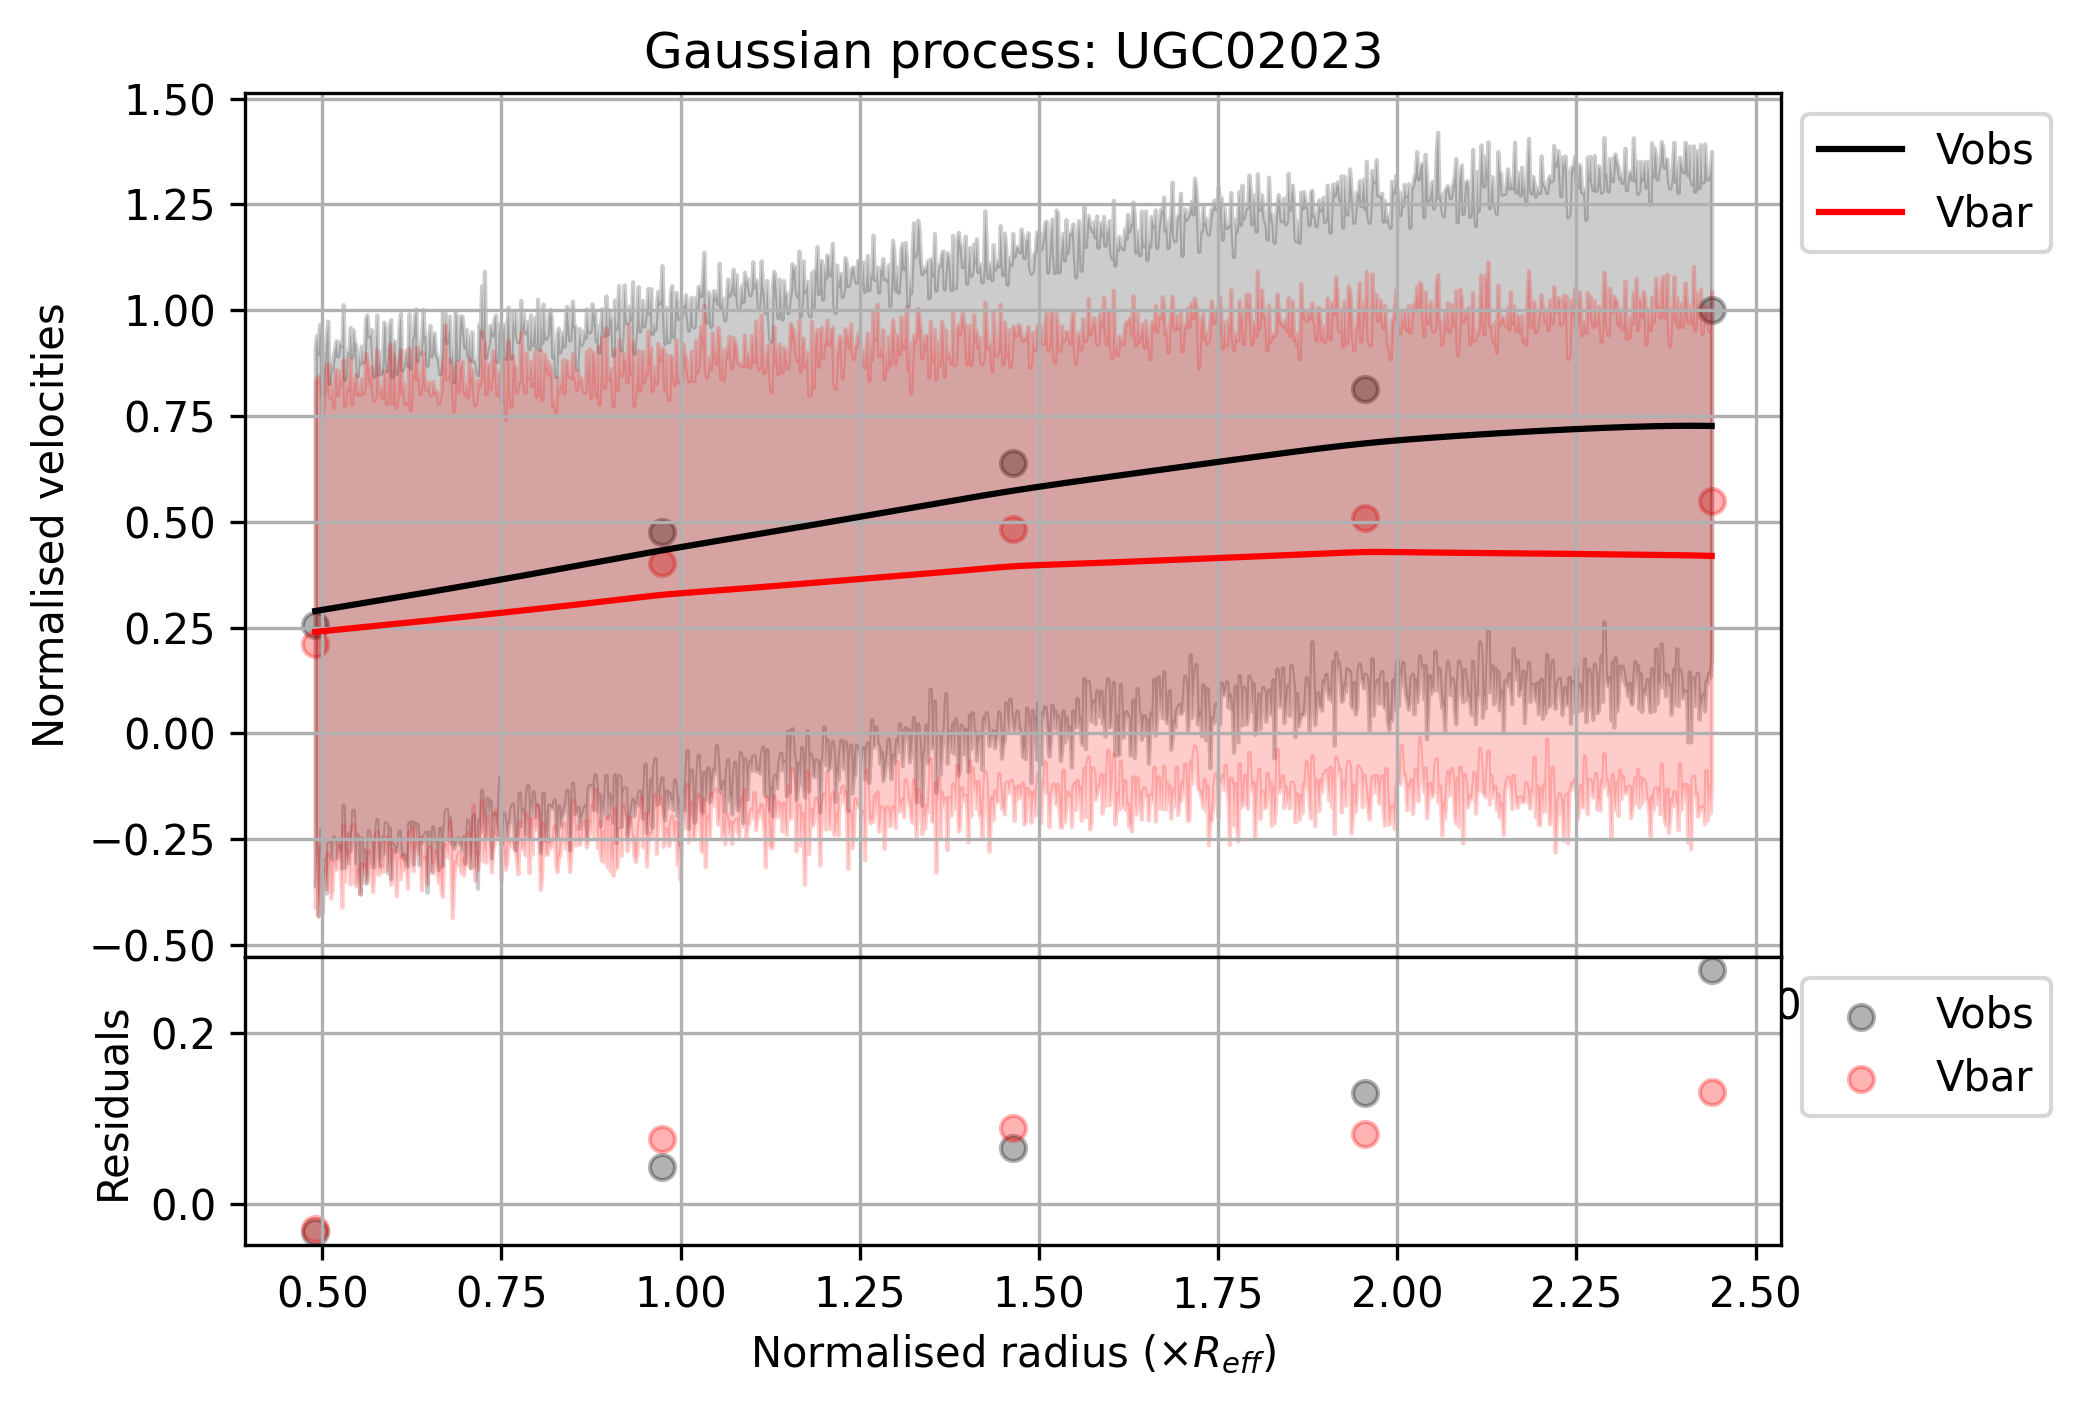 Gaussian process: UGC02023
Normalised velocities
1.50
1.25
1.00
0.75
0.50
0.25
0.00
−0.25
−0.50
Vobs
Vbar
Residuals
0.2
0.0
0
Vobs
Vbar
0.50 0.75 1.00 1.25 1.50 1.75 2.00 2.25 2.50
Normalised radius (×R_eff)